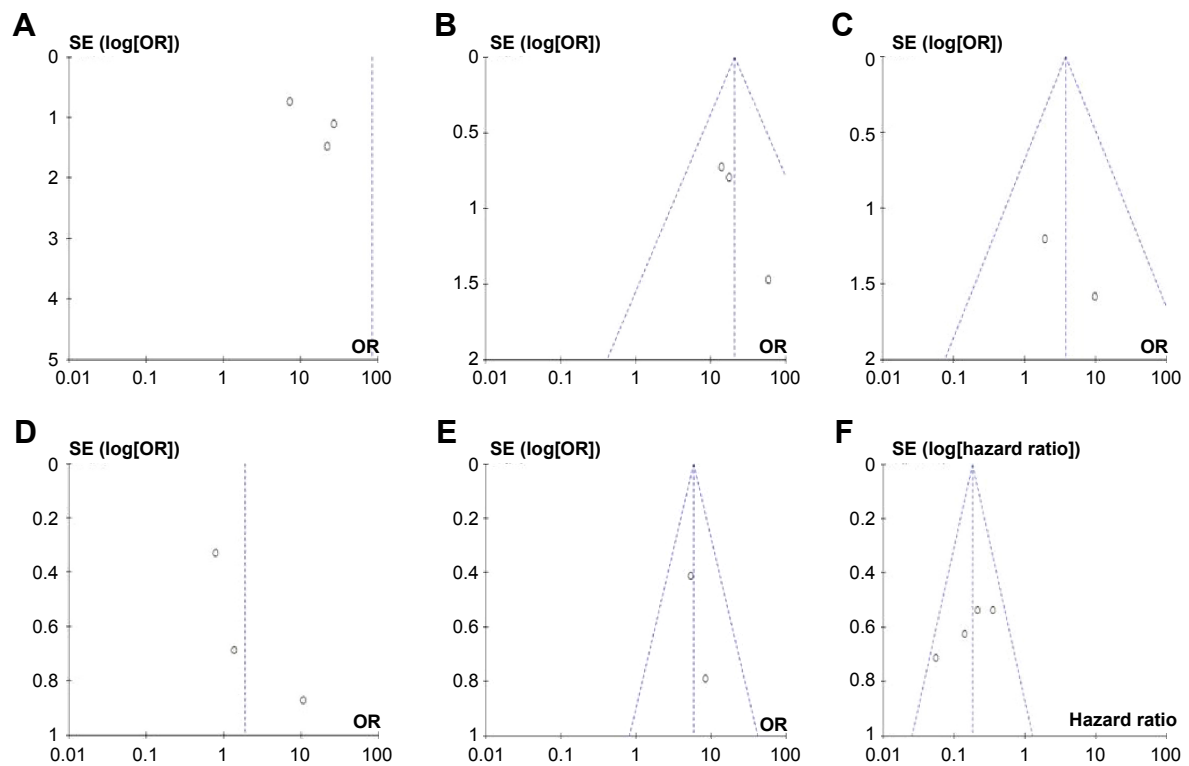 A
SE (log[OR])
0
1
2
3
4
5
OR
0.01 0.1 1 10 100
B
SE (log[OR])
0
0.5
1
1.5
2
OR
0.01 0.1 1 10 100
C
SE (log[OR])
0
0.5
1
1.5
2
OR
0.01 0.1 1 10 100
D
SE (log[OR])
0
0.2
0.4
0.6
0.8
1
OR
0.01 0.1 1 10 100
E
SE (log[OR])
0
0.2
0.4
0.6
0.8
1
OR
0.01 0.1 1 10 100
F
SE (log[hazard ratio])
0
0.2
0.4
0.6
0.8
1
Hazard ratio
0.01 0.1 1 10 100